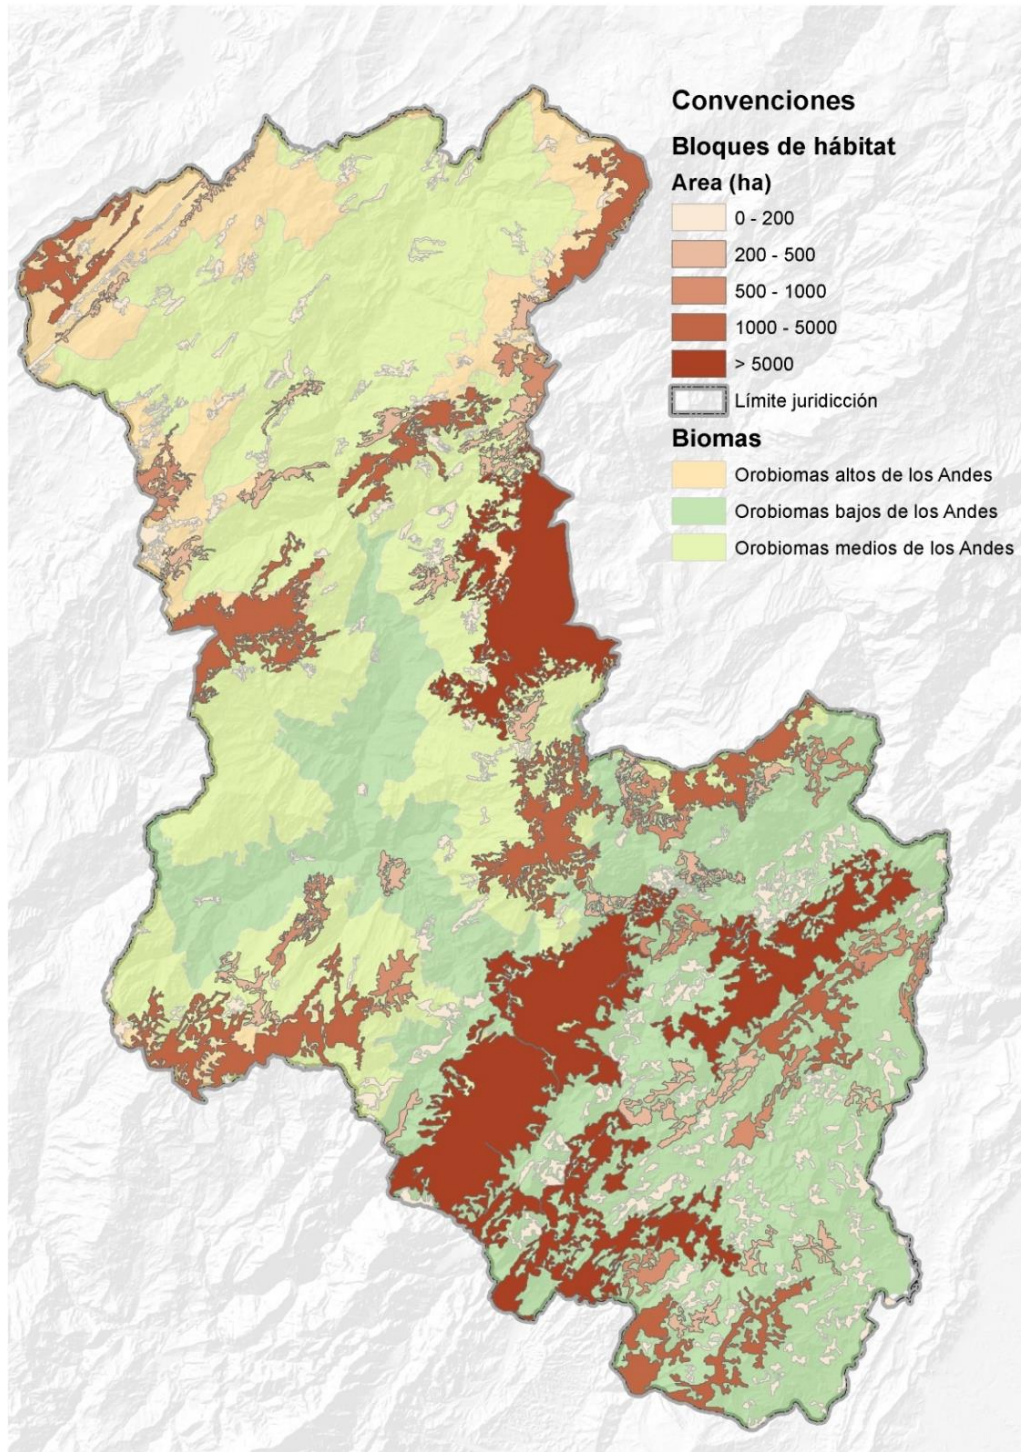 Convenciones
Bloques de hábitat
Area (ha)
0 - 200
200 - 500
500 - 1000
1000 - 5000
> 5000
Límite juridicción
Biomas
Orobiomas altos de los Andes
Orobiomas bajos de los Andes
Orobiomas medios de los Andes